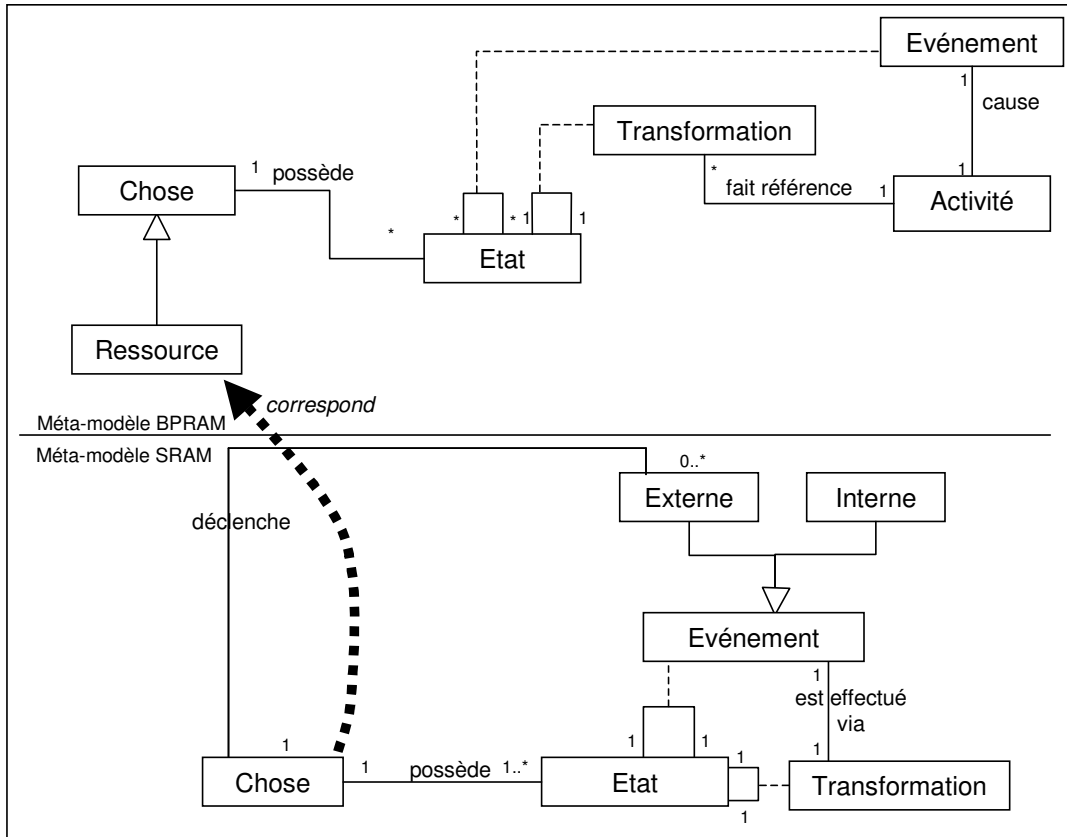 Evénement
1
cause
Transformation
1
possède
Chose
*
fait référence
1
1
Activité
*
*
1
1
*
Etat
Ressource
correspond
Méta-modèle BPRAM
Méta-modèle SRAM
0..*
Externe
Interne
déclenche
Evénement
1
est effectué
via
1
1
1
1
1
Chose
1
possède
1..*
Etat
1
Transformation
1